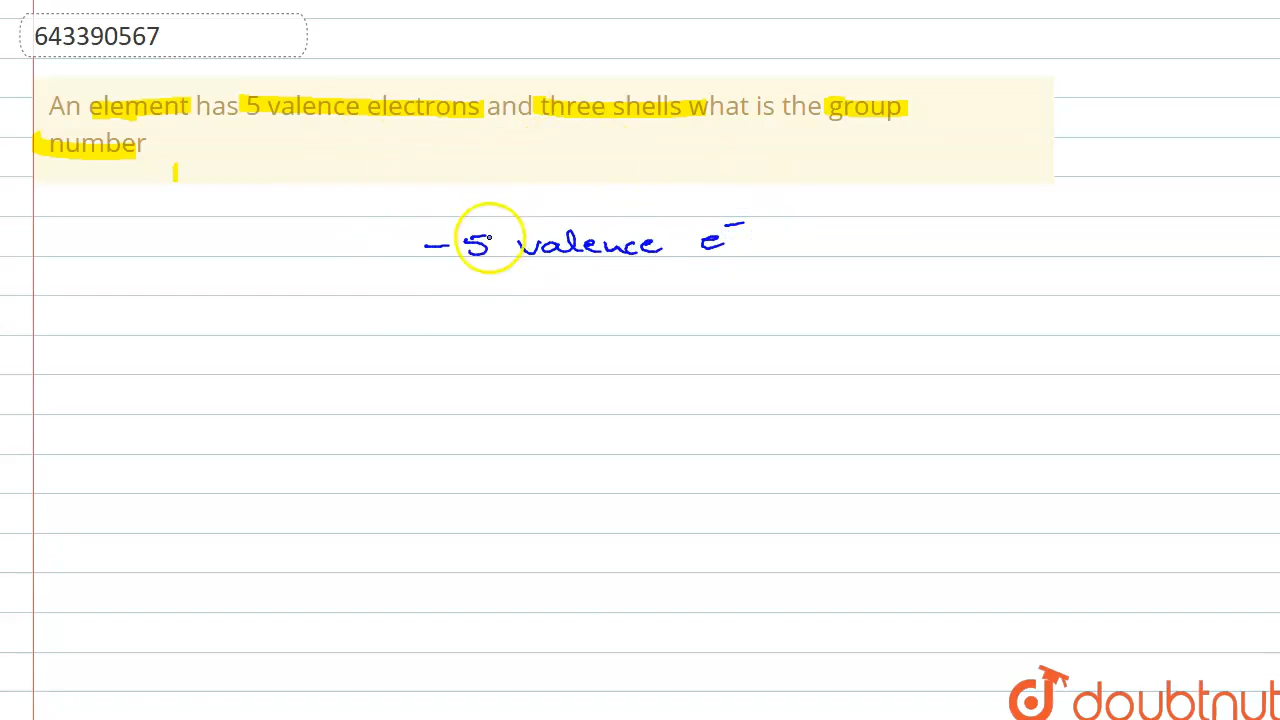 643390567
An element has 5 valence electrons and three shells what is the group
number
- 5 valence e⁻
doubtnut